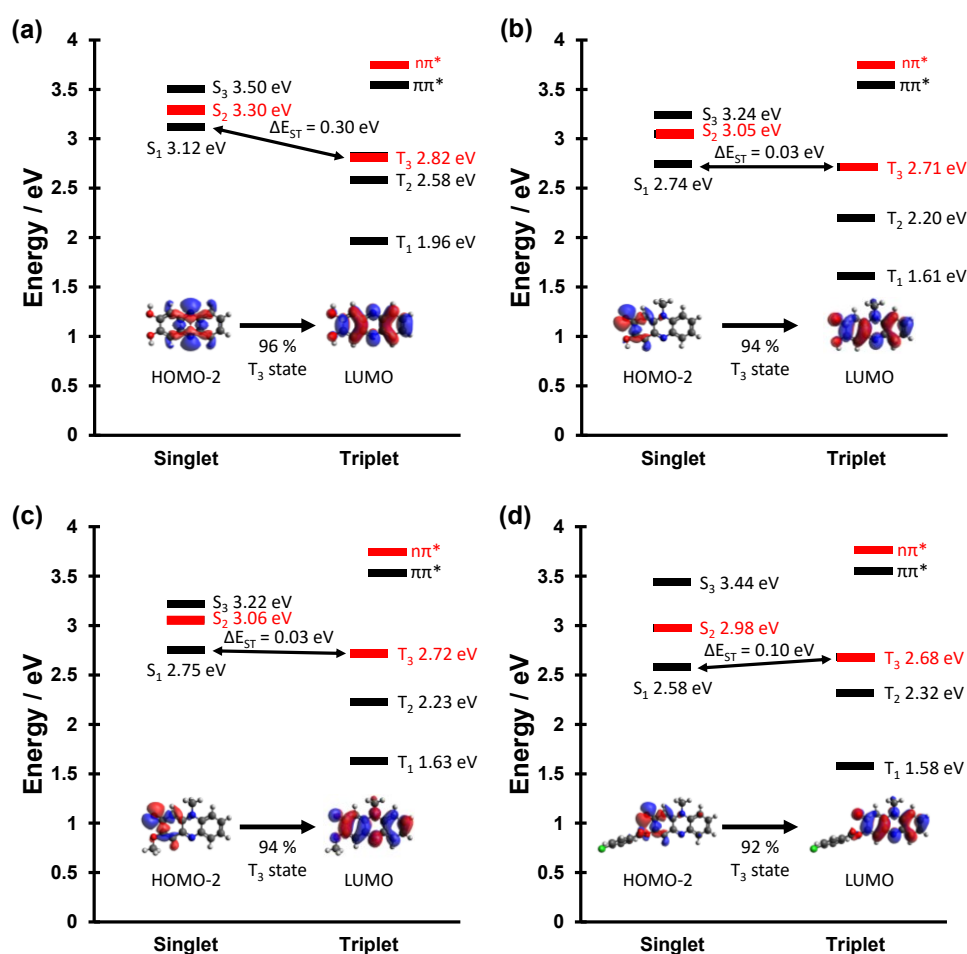 (a)
Energy / eV
4
3.5
3
2.5
2
1.5
1
0.5
0
nπ*
ππ*
S₃ 3.50 eV
S₂ 3.30 eV
ΔE_ST = 0.30 eV
S₁ 3.12 eV
T₃ 2.82 eV
T₂ 2.58 eV
T₁ 1.96 eV
96 %
T₃ state
HOMO-2
LUMO
Singlet
Triplet
(b)
Energy / eV
4
3.5
3
2.5
2
1.5
1
0.5
0
nπ*
ππ*
S₃ 3.24 eV
S₂ 3.05 eV
ΔE_ST = 0.03 eV
S₁ 2.74 eV
T₃ 2.71 eV
T₂ 2.20 eV
T₁ 1.61 eV
94 %
T₃ state
HOMO-2
LUMO
Singlet
Triplet
(c)
Energy / eV
4
3.5
3
2.5
2
1.5
1
0.5
0
nπ*
ππ*
S₃ 3.22 eV
S₂ 3.06 eV
ΔE_ST = 0.03 eV
S₁ 2.75 eV
T₃ 2.72 eV
T₂ 2.23 eV
T₁ 1.63 eV
94 %
T₃ state
HOMO-2
LUMO
Singlet
Triplet
(d)
Energy / eV
4
3.5
3
2.5
2
1.5
1
0.5
0
nπ*
ππ*
S₃ 3.44 eV
S₂ 2.98 eV
ΔE_ST = 0.10 eV
S₁ 2.58 eV
T₃ 2.68 eV
T₂ 2.32 eV
T₁ 1.58 eV
92 %
T₃ state
HOMO-2
LUMO
Singlet
Triplet